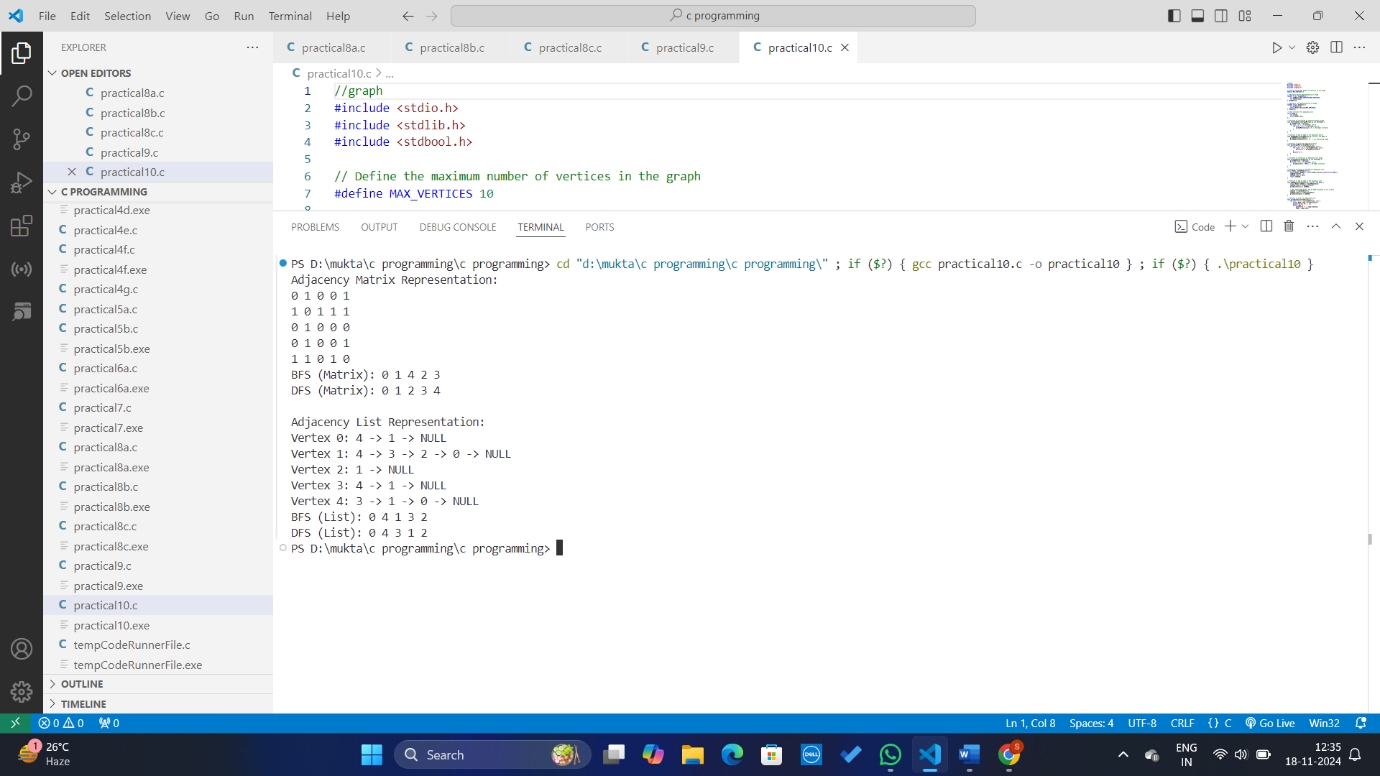 File Edit Selection View Go Run Terminal Help
c programming
EXPLORER
OPEN EDITORS
practical8a.c
practical8b.c
practical8c.c
practical9.c
practical10.c
C PROGRAMMING
practical4d.exe
practical4e.c
practical4f.c
practical4f.exe
practical4g.c
practical5a.c
practical5b.c
practical5b.exe
practical6a.c
practical6a.exe
practical7.c
practical7.exe
practical8a.c
practical8a.exe
practical8b.c
practical8b.exe
practical8c.c
practical8c.exe
practical9.c
practical9.exe
practical10.c
practical10.exe
tempCodeRunnerFile.c
tempCodeRunnerFile.exe
OUTLINE
TIMELINE
C practical8a.c C practical8b.c C practical8c.c C practical9.c C practical10.c
C practical10.c > ...
1 //graph
2 #include <stdio.h>
3 #include <stdlib.h>
4 #include <stdbool.h>
5
6 // Define the maximum number of vertices in the graph
7 #define MAX_VERTICES 10
8
PROBLEMS OUTPUT DEBUG CONSOLE TERMINAL PORTS
Code
PS D:\mukta\c programming\c programming> cd "d:\mukta\c programming\c programming\" ; if ($?) { gcc practical10.c -o practical10 } ; if ($?) { .\practical10 }
Adjacency Matrix Representation:
0 1 0 0 1
1 0 1 1 1
0 1 0 0 0
0 1 0 0 1
1 1 0 1 0
BFS (Matrix): 0 1 4 2 3
DFS (Matrix): 0 1 2 3 4
Adjacency List Representation:
Vertex 0: 4 -> 1 -> NULL
Vertex 1: 4 -> 3 -> 2 -> 0 -> NULL
Vertex 2: 1 -> NULL
Vertex 3: 4 -> 1 -> NULL
Vertex 4: 3 -> 1 -> 0 -> NULL
BFS (List): 0 4 1 3 2
DFS (List): 0 4 3 1 2
PS D:\mukta\c programming\c programming>
0 0 0 Ln 1, Col 8 Spaces: 4 UTF-8 CRLF {} C Go Live Win32
1 26°C
Haze
Search
DELL
S
ENG
IN
12:35
18-11-2024